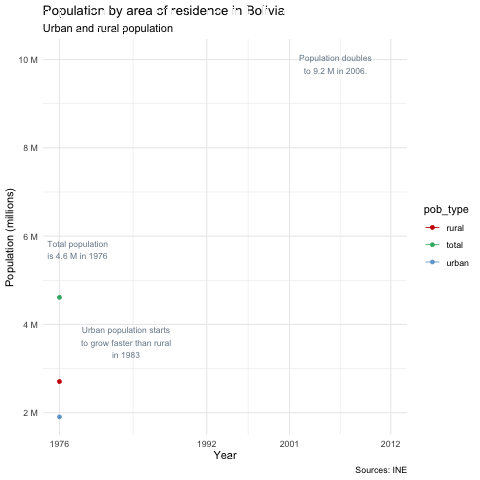 Population by area of residence in Bolivia
Urban and rural population
10 M
Population doubles
to 9.2 M in 2006.
8 M
6 M
Total population
is 4.6 M in 1976
4 M
Urban population starts
to grow faster than rural
in 1983
2 M
Population (millions)
1976
1992
2001
2012
Year
pob_type
rural
total
urban
Sources: INE